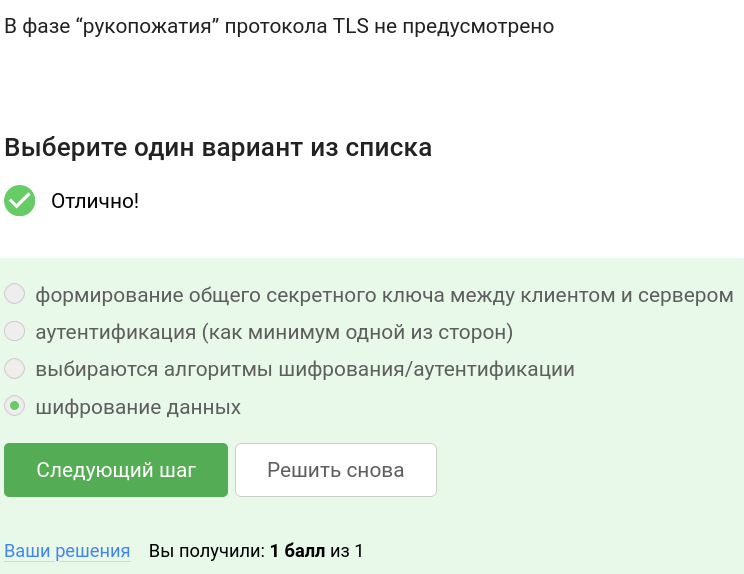 В фазе “рукопожатия” протокола TLS не предусмотрено
Выберите один вариант из списка
Отлично!
формирование общего секретного ключа между клиентом и сервером
аутентификация (как минимум одной из сторон)
выбираются алгоритмы шифрования/аутентификации
шифрование данных
Следующий шаг
Решить снова
Ваши решения Вы получили: 1 балл из 1